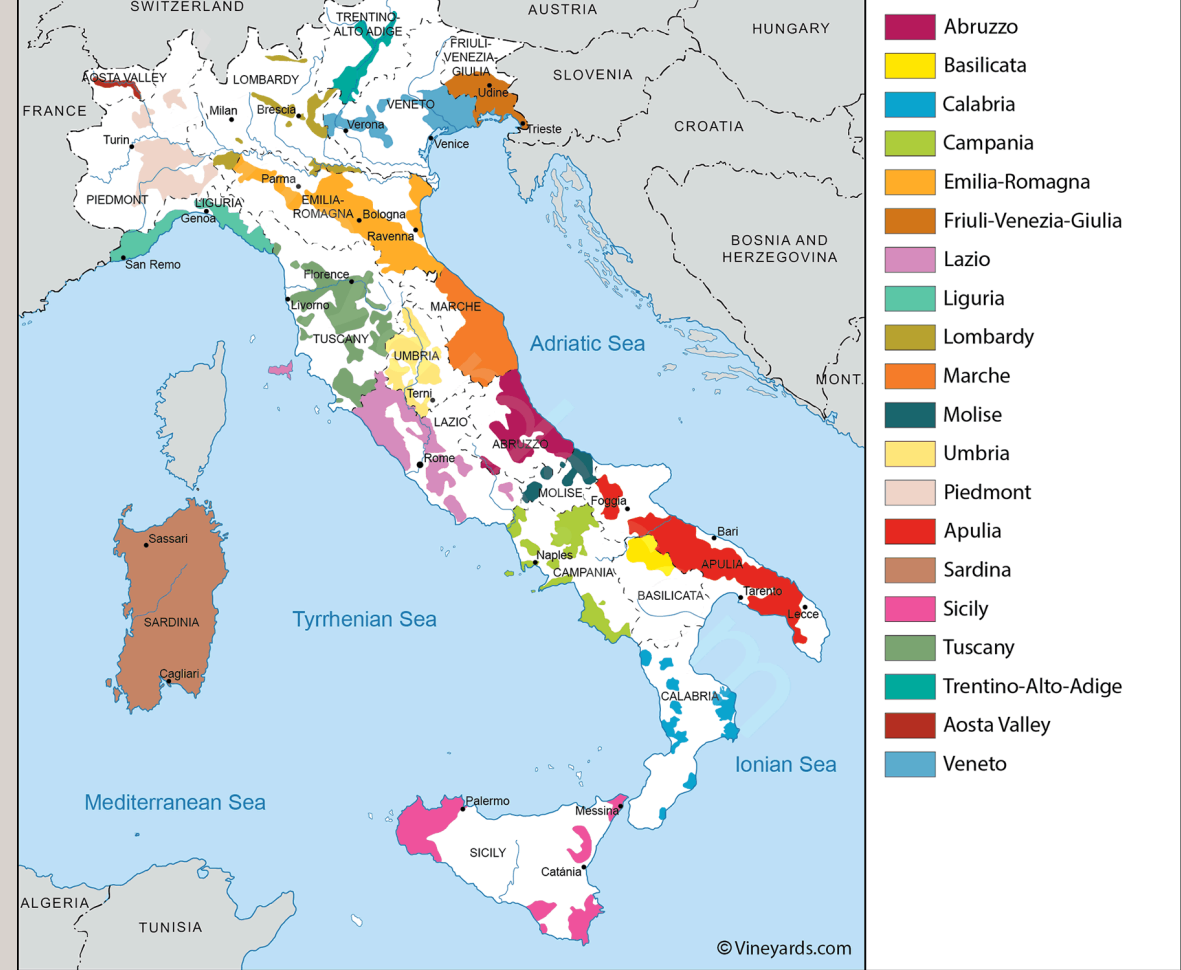 SWITZERLAND
AUSTRIA
HUNGARY
TRENTINO-
ALTO ADIGE
FRIULI-
VENEZIA-
GIULIA
SLOVENIA
AOSTA VALLEY
LOMBARDY
FRANCE
Milan
Brescia
VENETO
Udine
Verona
Trieste
CROATIA
Turin
Venice
Parma
PIEDMONT
LIGURIA
Genoa
EMILIA-
ROMAGNA
Bologna
Ravenna
BOSNIA AND
HERZEGOVINA
San Remo
Florence
Livorno
MARCHE
TUSCANY
Adriatic Sea
UMBRIA
MONT.
Terni
LAZIO
ABRUZZO
Rome
MOLISE
Foggia
Sassari
Bari
Naples
CAMPANIA
APULIA
BASILICATA
Tarento
Lecce
SARDINIA
Tyrrhenian Sea
Cagliari
CALABRIA
Ionian Sea
Mediterranean Sea
Palermo
Messina
SICILY
Catánia
ALGERIA
TUNISIA
©Vineyards.com
Abruzzo
Basilicata
Calabria
Campania
Emilia-Romagna
Friuli-Venezia-Giulia
Lazio
Liguria
Lombardy
Marche
Molise
Umbria
Piedmont
Apulia
Sardina
Sicily
Tuscany
Trentino-Alto-Adige
Aosta Valley
Veneto